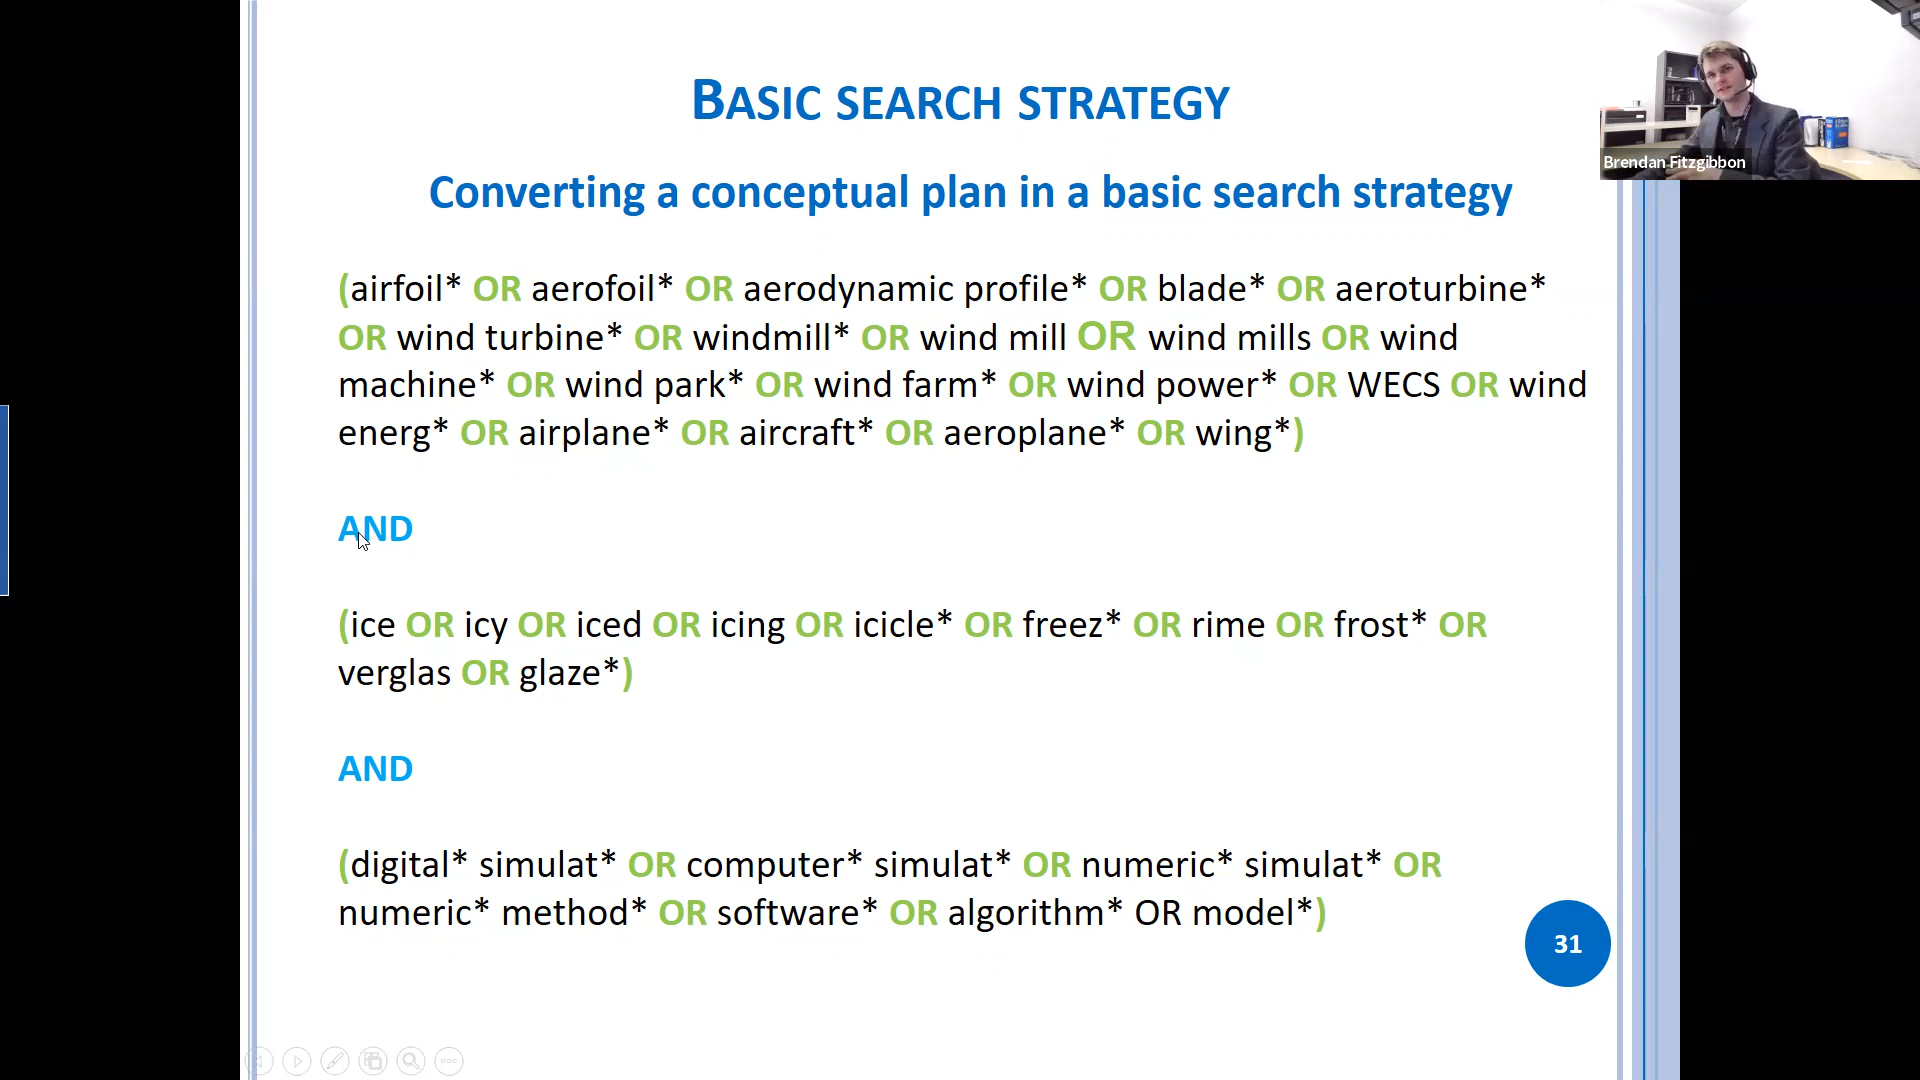 BASIC SEARCH STRATEGY
Brendan Fitzgibbon
Converting a conceptual plan in a basic search strategy
(airfoil* OR aerofoil* OR aerodynamic profile* OR blade* OR aeroturbine*
OR wind turbine* OR windmill* OR wind mill OR wind mills OR wind
machine* OR wind park* OR wind farm* OR wind power* OR WECS OR wind
energ* OR airplane* OR aircraft* OR aeroplane* OR wing*)
AND
(ice OR icy OR iced OR icing OR icicle* OR freez* OR rime OR frost* OR
verglas OR glaze*)
AND
(digital* simulat* OR computer* simulat* OR numeric* simulat* OR
numeric* method* OR software* OR algorithm* OR model*)
31